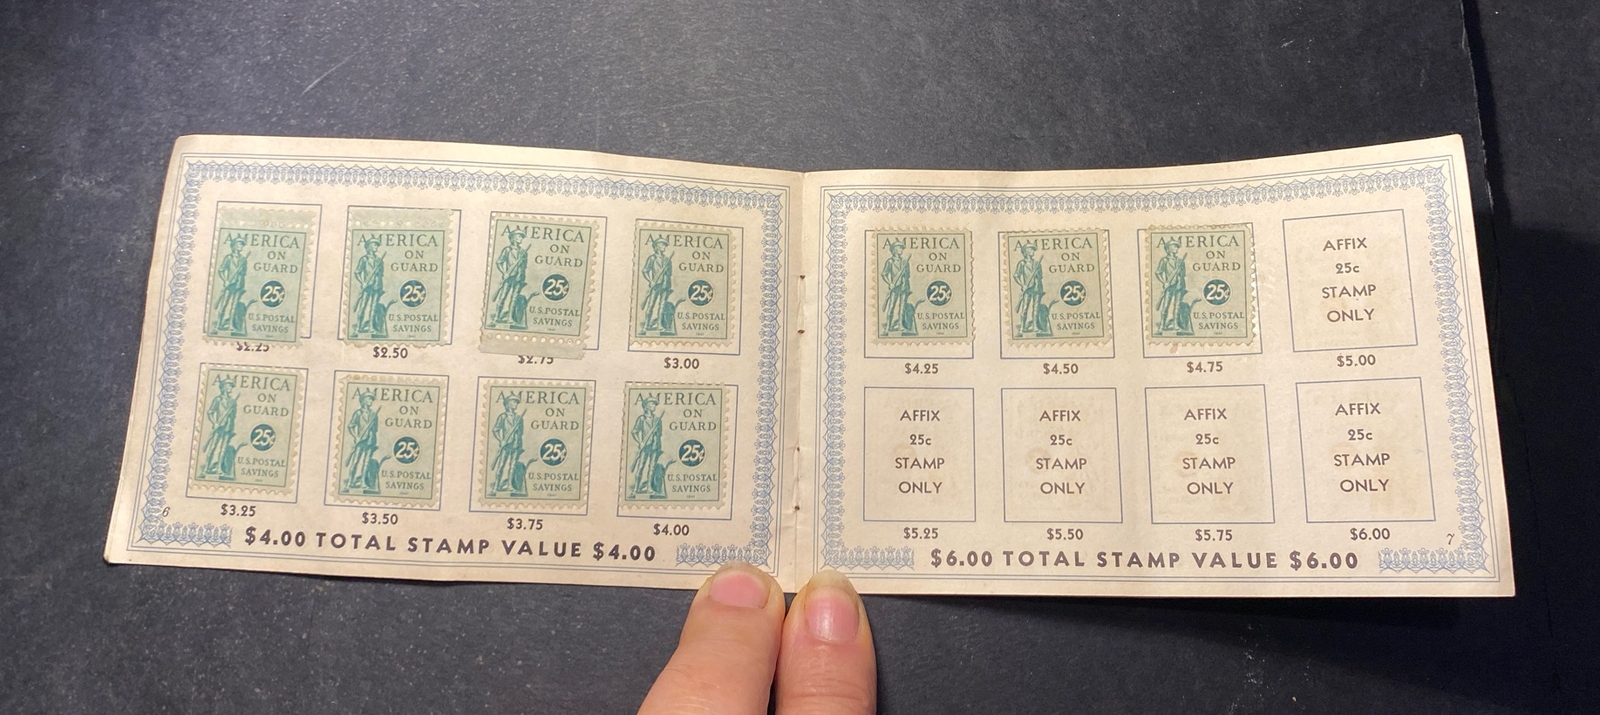 AMERICA
ON
GUARD
25¢
U.S. POSTAL
SAVINGS
$2.25
AMERICA
ON
GUARD
25¢
U.S. POSTAL
SAVINGS
$2.50
AMERICA
ON
GUARD
25¢
U.S. POSTAL
SAVINGS
$2.75
AMERICA
ON
GUARD
25¢
U.S. POSTAL
SAVINGS
$3.00
AMERICA
ON
GUARD
25¢
U.S. POSTAL
SAVINGS
$3.25
AMERICA
ON
GUARD
25¢
U.S. POSTAL
SAVINGS
$3.50
AMERICA
ON
GUARD
25¢
U.S. POSTAL
SAVINGS
$3.75
AMERICA
ON
GUARD
25¢
U.S. POSTAL
SAVINGS
$4.00
6
$4.00 TOTAL STAMP VALUE $4.00
AMERICA
ON
GUARD
25¢
U.S. POSTAL
SAVINGS
$4.25
AMERICA
ON
GUARD
25¢
U.S. POSTAL
SAVINGS
$4.50
AMERICA
ON
GUARD
25¢
U.S. POSTAL
SAVINGS
$4.75
AFFIX
25c
STAMP
ONLY
$5.00
AFFIX
25c
STAMP
ONLY
$5.25
AFFIX
25c
STAMP
ONLY
$5.50
AFFIX
25c
STAMP
ONLY
$5.75
AFFIX
25c
STAMP
ONLY
$6.00
7
$6.00 TOTAL STAMP VALUE $6.00